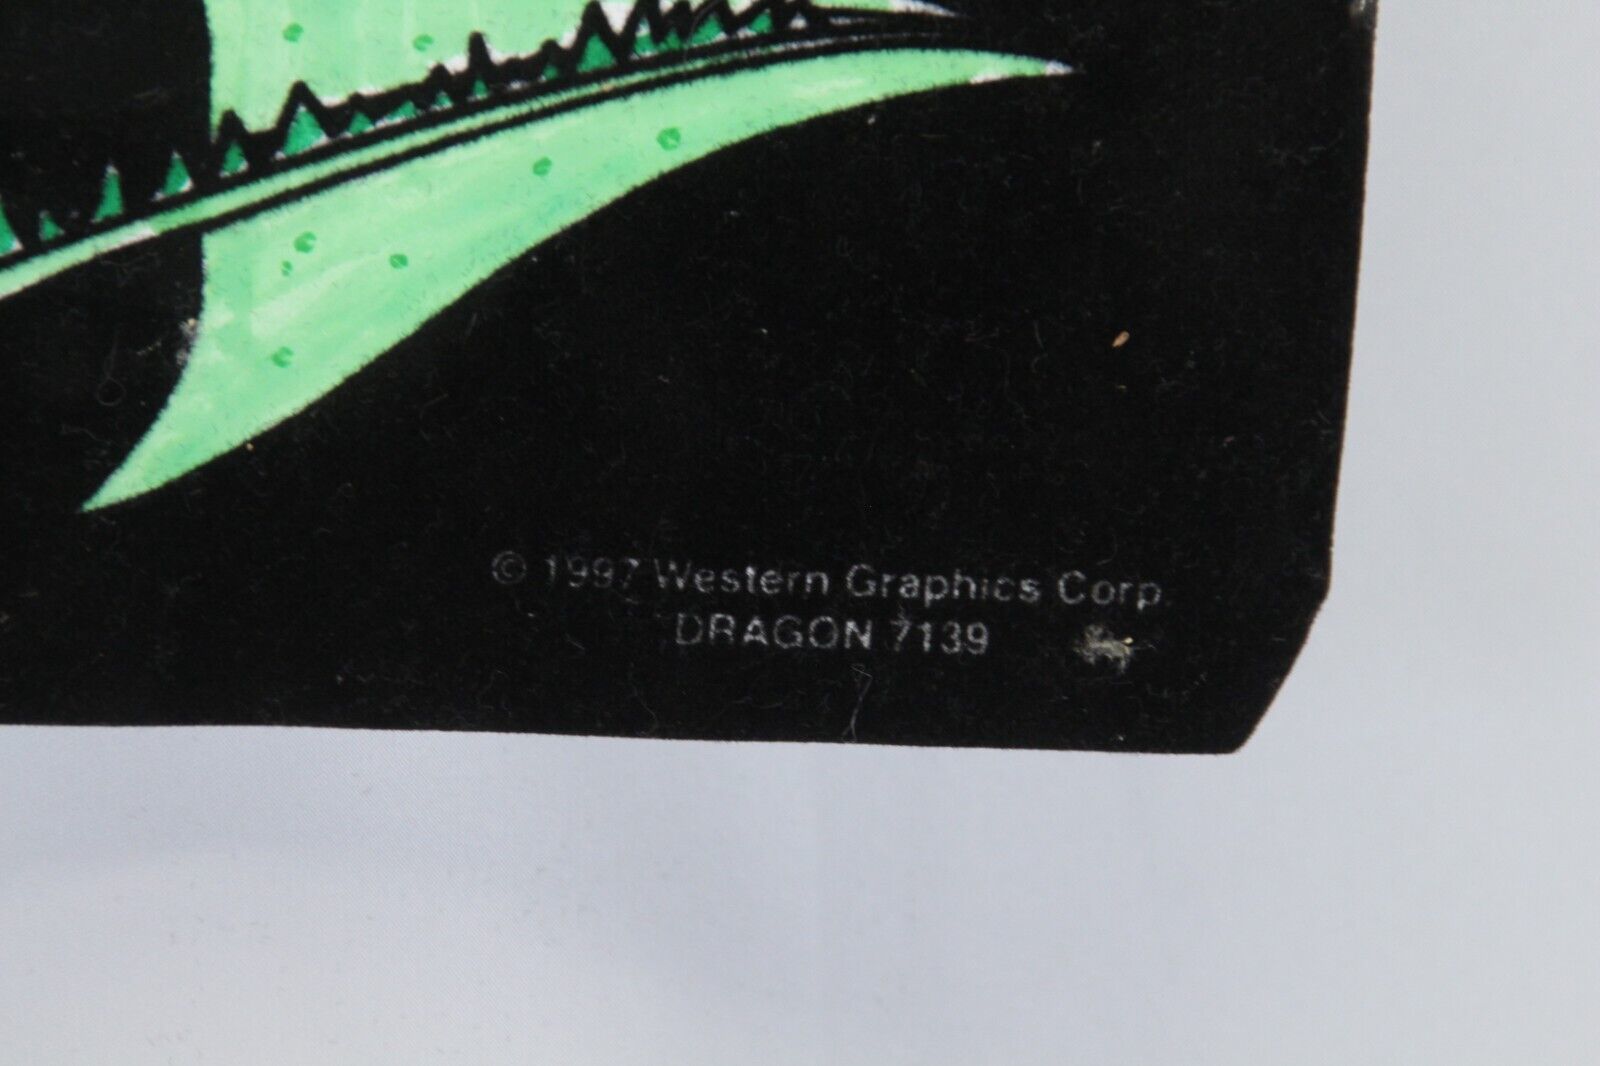 © 1997 Western Graphics Corp.
DRAGON 7139